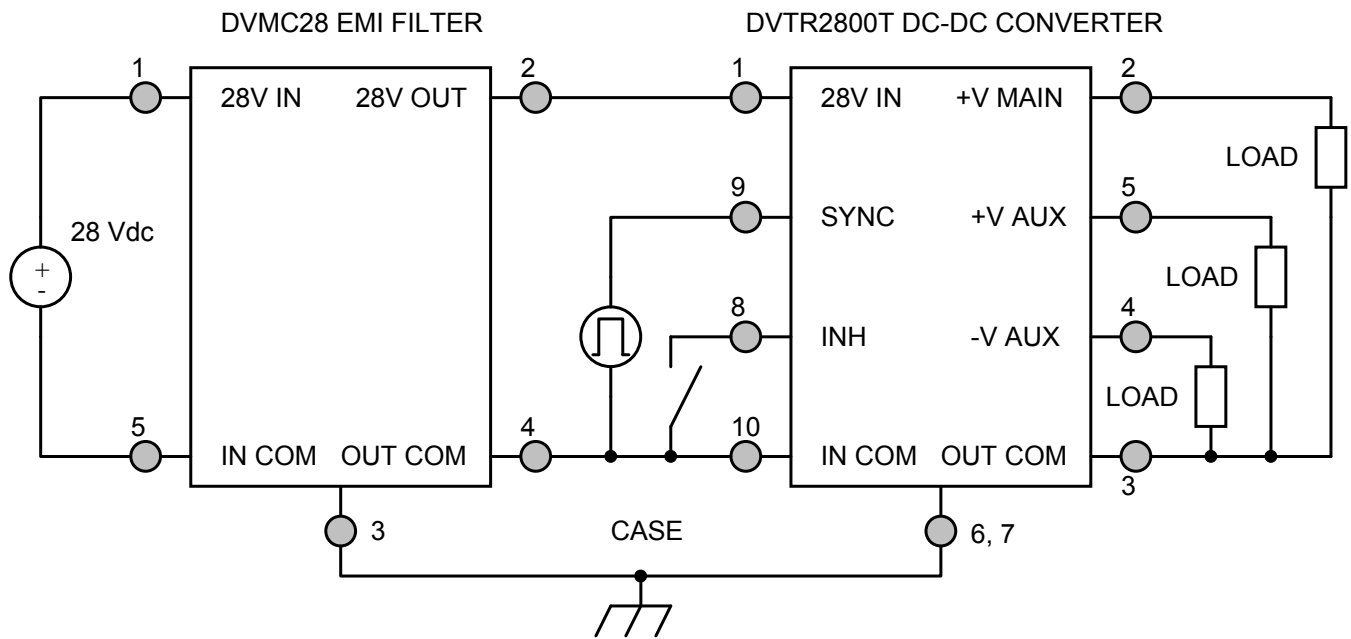 DVMC28 EMI FILTER DVTR2800T DC-DC CONVERTER
1 2 1 2
28V IN 28V OUT 28V IN +V MAIN
LOAD
9 5
28 Vdc SYNC +V AUX
+
-
LOAD
8 4
INH -V AUX
LOAD
5 4 10
IN COM OUT COM IN COM OUT COM
3
3 CASE 6, 7